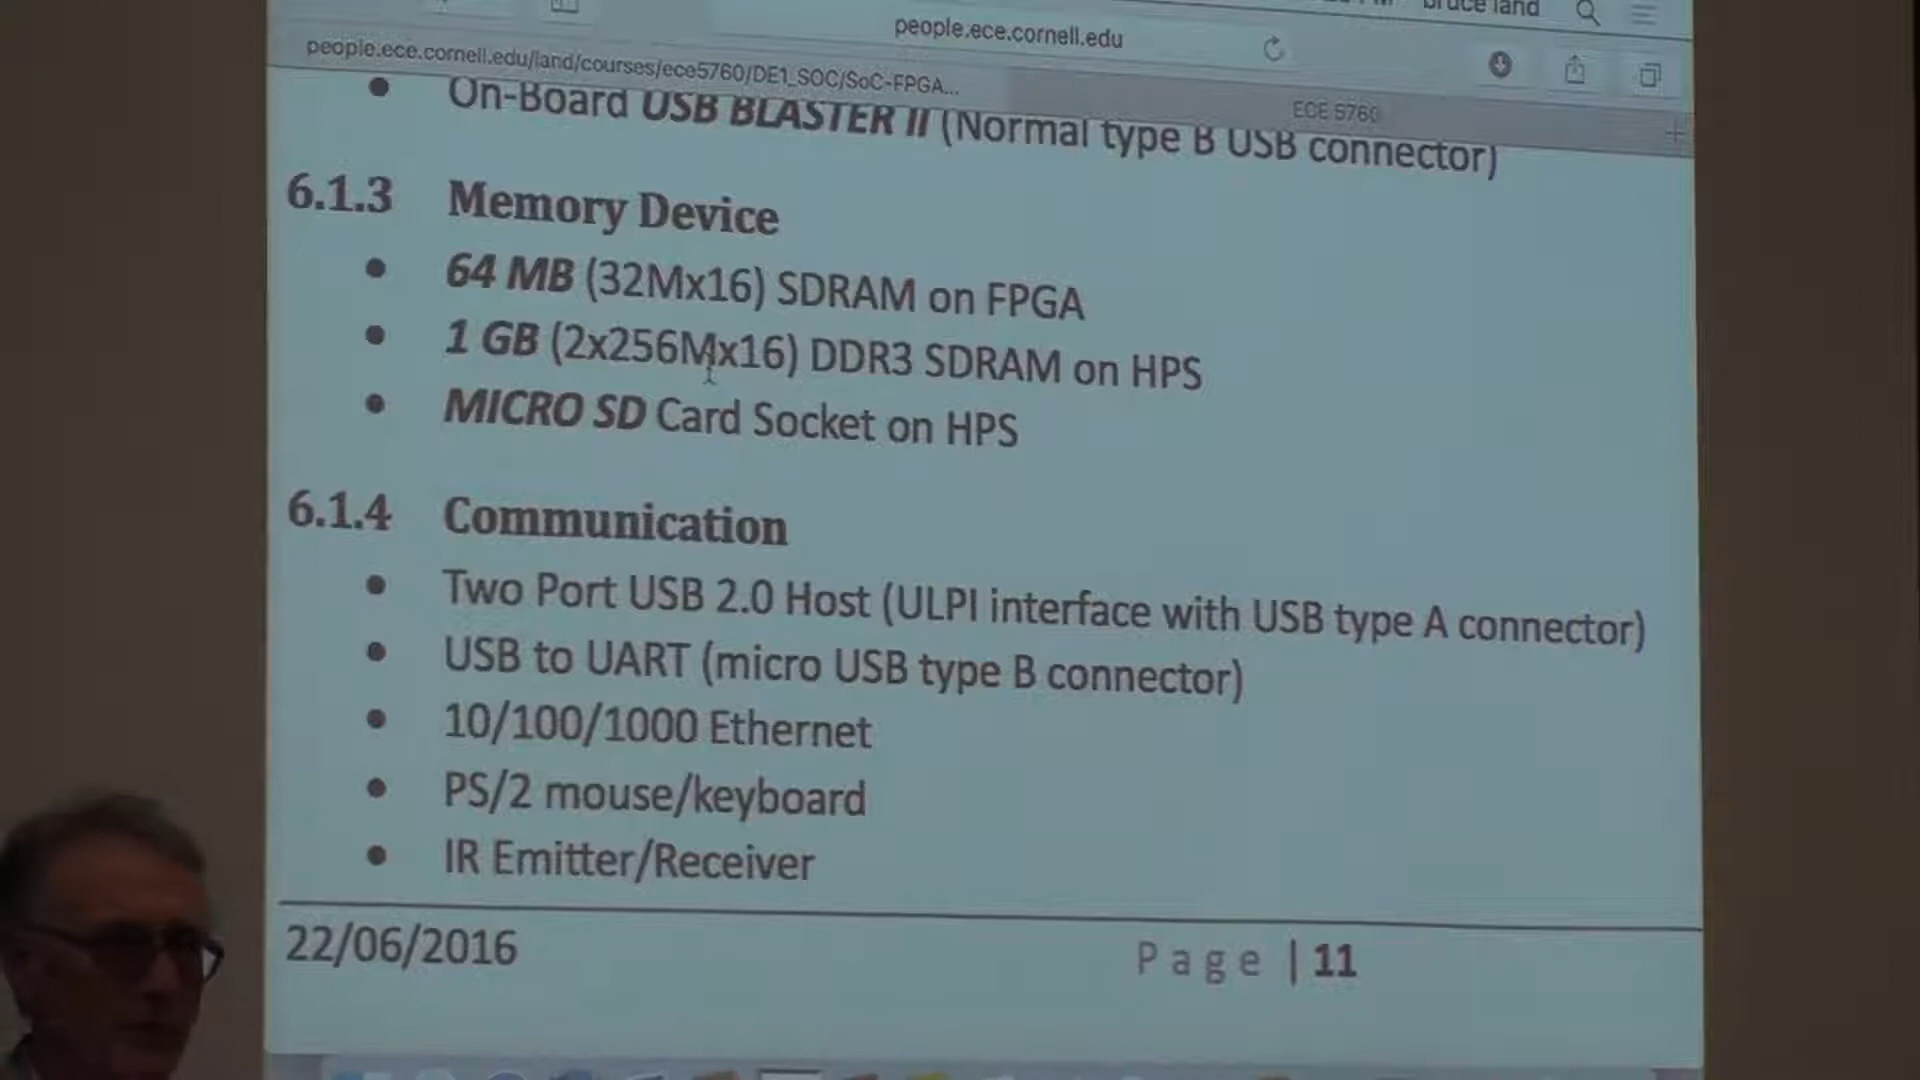 bruce land
people.ece.cornell.edu
people.ece.cornell.edu/land/courses/ece5760/DE1_SOC/SoC-FPGA...
ECE 5760
• On-Board USB BLASTER II (Normal type B USB connector)
6.1.3 Memory Device
• 64 MB (32Mx16) SDRAM on FPGA
• 1 GB (2x256Mx16) DDR3 SDRAM on HPS
• MICRO SD Card Socket on HPS
6.1.4 Communication
• Two Port USB 2.0 Host (ULPI interface with USB type A connector)
• USB to UART (micro USB type B connector)
• 10/100/1000 Ethernet
• PS/2 mouse/keyboard
• IR Emitter/Receiver
22/06/2016
Page | 11